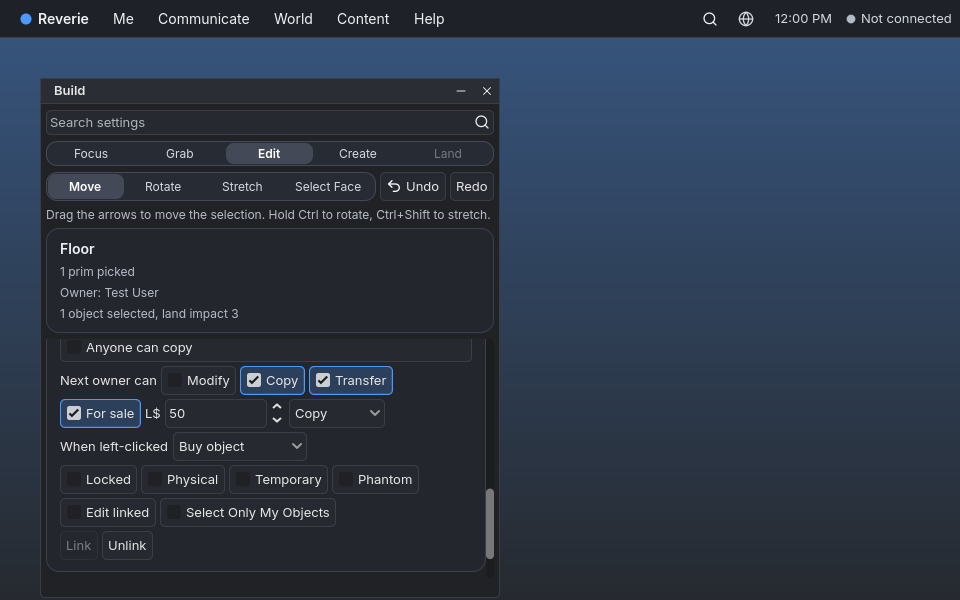 Reverie Me Communicate World Content Help 12:00 PM Not connected
Build
Search settings
Focus Grab Edit Create Land
Move Rotate Stretch Select Face Undo Redo
Drag the arrows to move the selection. Hold Ctrl to rotate, Ctrl+Shift to stretch.
Floor
1 prim picked
Owner: Test User
1 object selected, land impact 3
Anyone can copy
Next owner can Modify Copy Transfer
For sale L$ 50 Copy
When left-clicked Buy object
Locked Physical Temporary Phantom
Edit linked Select Only My Objects
Link Unlink